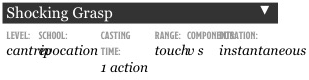 Shocking Grasp ▼
LEVEL: SCHOOL: CASTING TIME: RANGE: COMPONENTS: DURATION:
cantrip evocation 1 action touch v s instantaneous